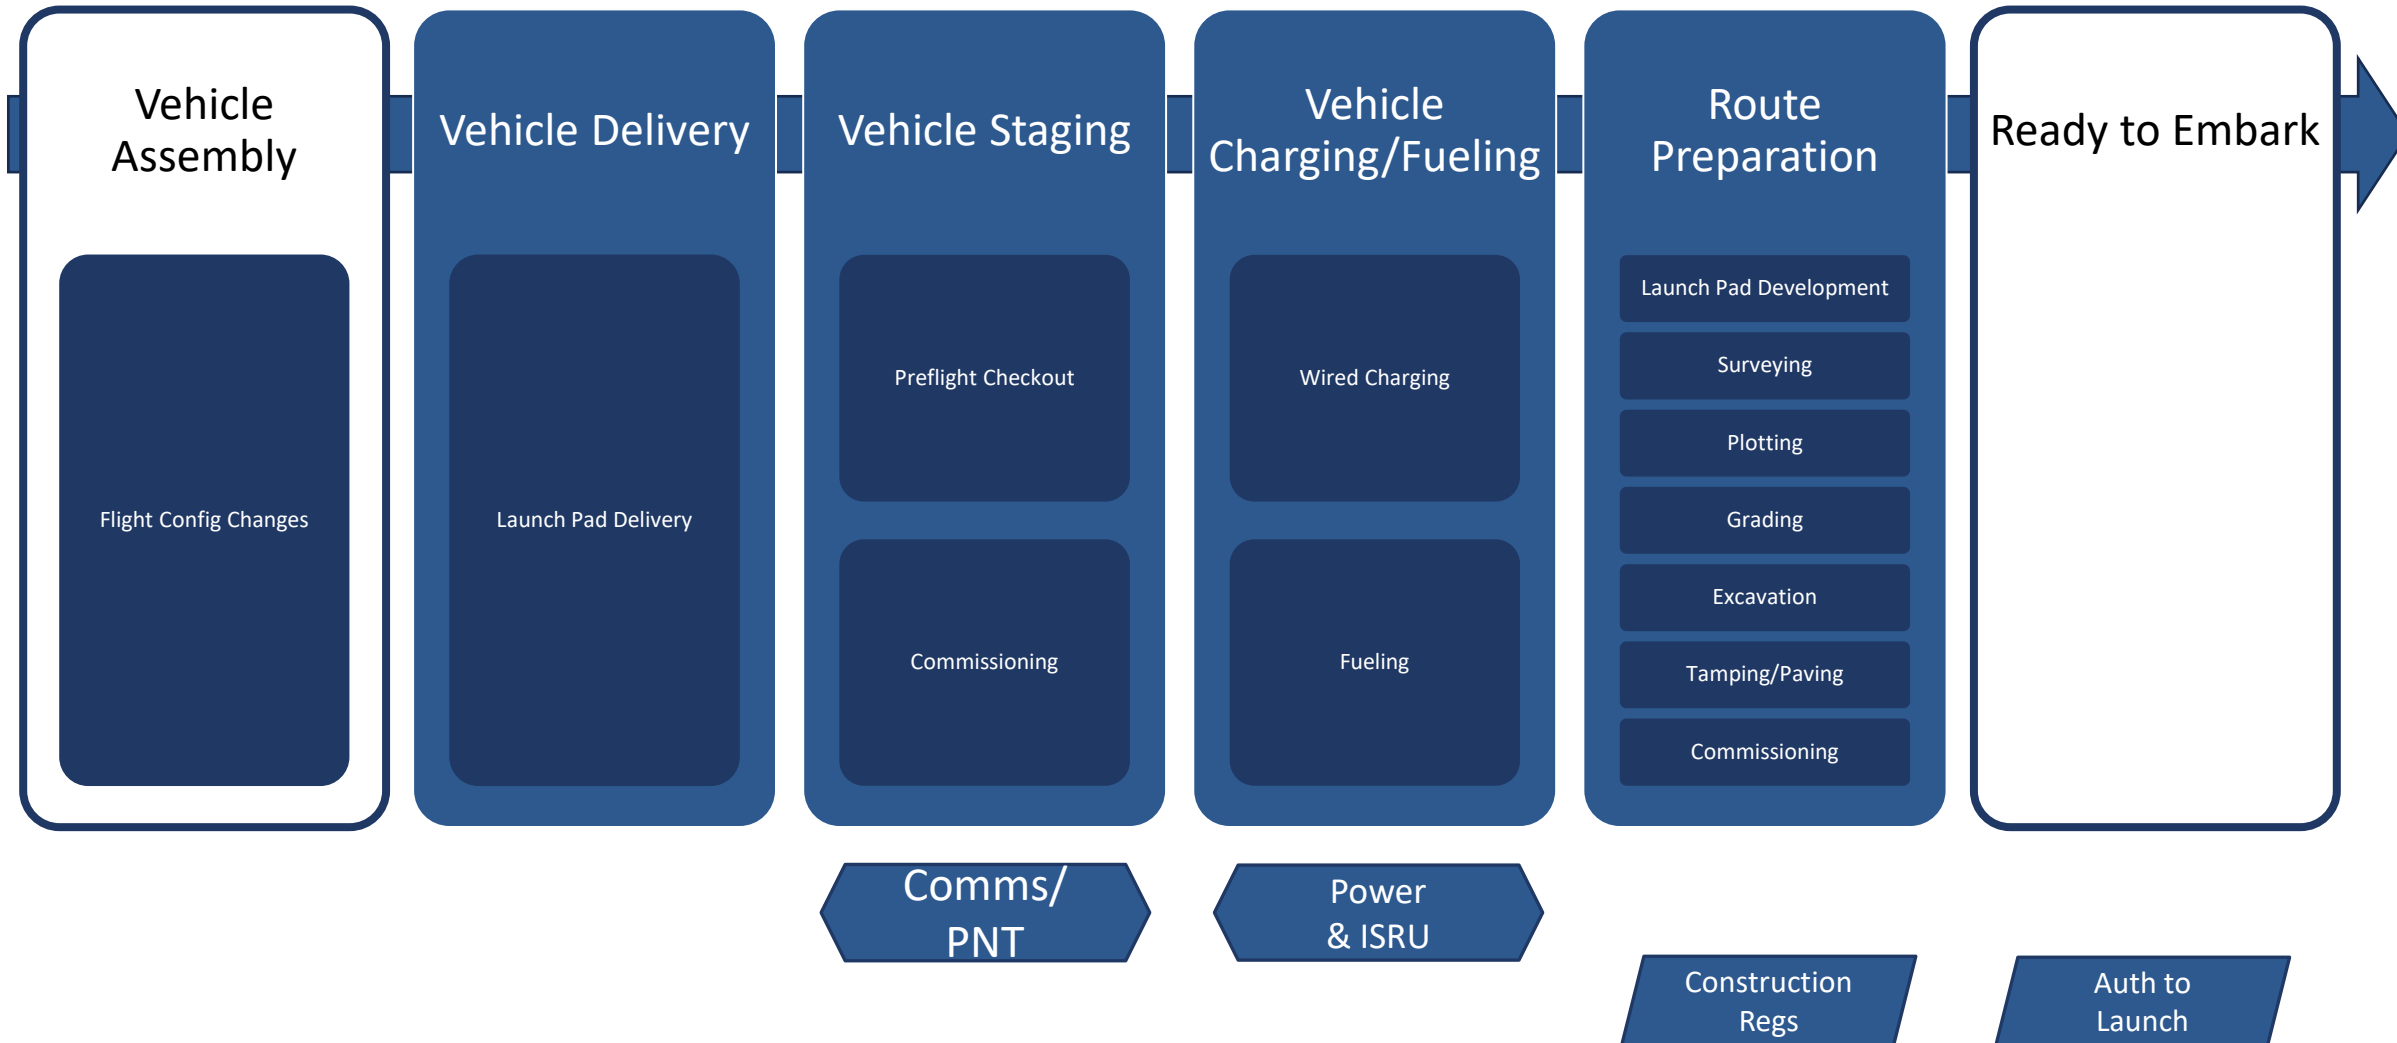 Vehicle
Assembly
Flight Config Changes
Vehicle Delivery
Launch Pad Delivery
Vehicle Staging
Preflight Checkout
Commissioning
Vehicle
Charging/Fueling
Wired Charging
Fueling
Route
Preparation
Launch Pad Development
Surveying
Plotting
Grading
Excavation
Tamping/Paving
Commissioning
Ready to Embark
Comms/
PNT
Power
& ISRU
Construction
Regs
Auth to
Launch